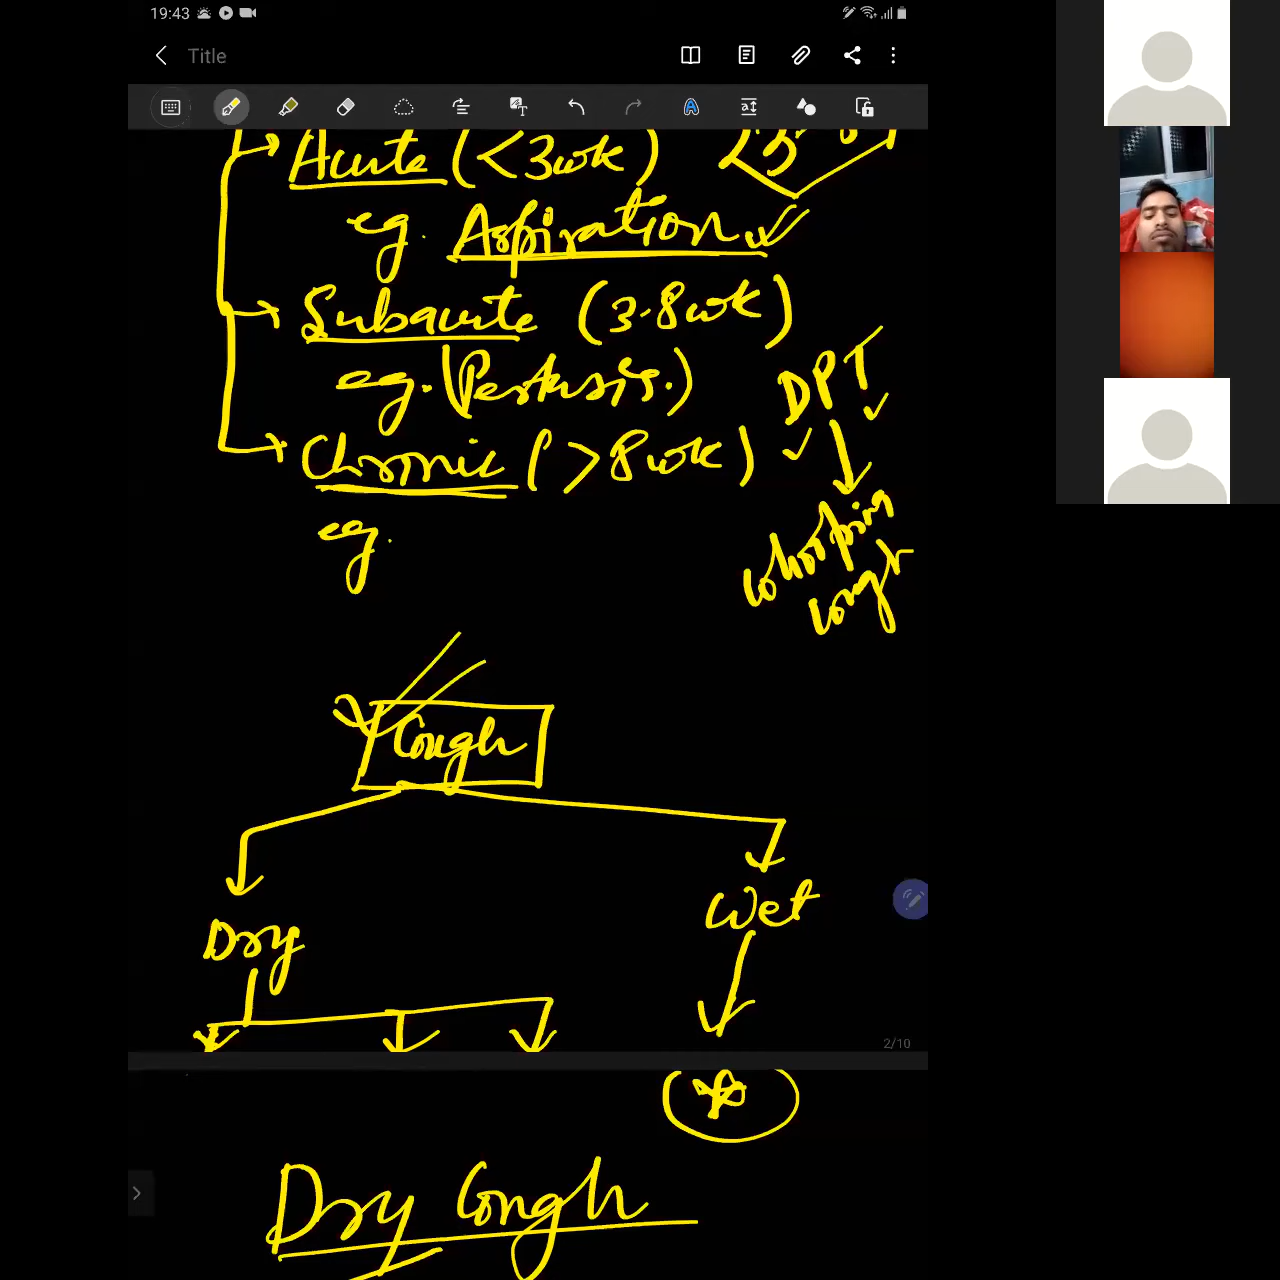 19:43
Title
Acute (<3wk)
eg. Aspiration
Subacute (3-8wk)
eg. (Pertusis.)
DPT
Chronic (>8wk)
whooping
cough
eg.
Cough
Dry
Wet
2/10
Dry Cough